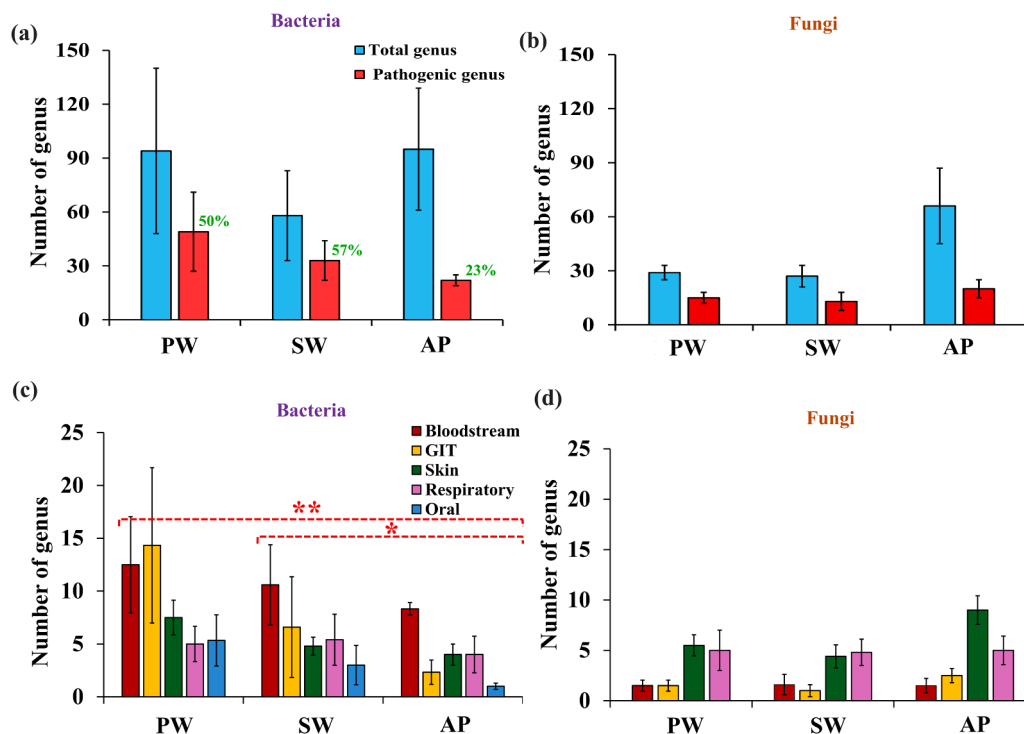 (a)
Bacteria
Number of genus
150
120
90
60
30
0
Total genus
Pathogenic genus
50%
57%
23%
PW
SW
AP
(b)
Fungi
Number of genus
150
120
90
60
30
0
PW
SW
AP
(c)
Bacteria
Number of genus
25
20
15
10
5
0
Bloodstream
GIT
Skin
Respiratory
Oral
**
*
PW
SW
AP
(d)
Fungi
Number of genus
25
20
15
10
5
0
PW
SW
AP